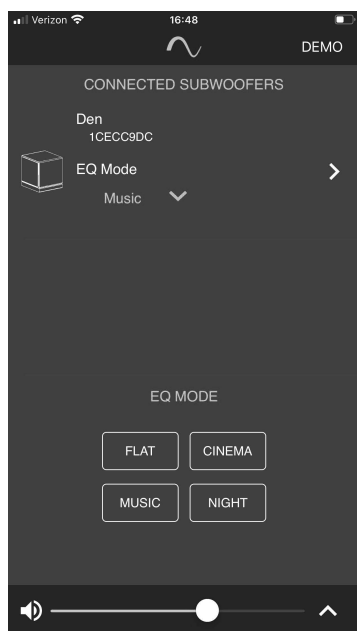 Verizon 16:48
DEMO
CONNECTED SUBWOOFERS
Den
1CECC9DC
EQ Mode
Music
EQ MODE
FLAT CINEMA
MUSIC NIGHT